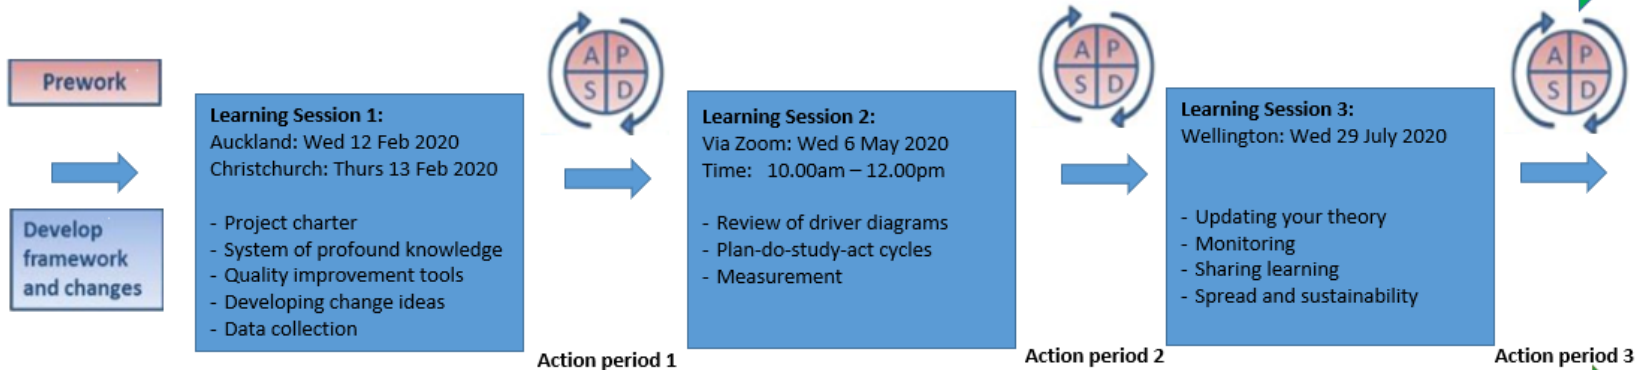 Prework
Develop
framework
and changes
Learning Session 1:
Auckland: Wed 12 Feb 2020
Christchurch: Thurs 13 Feb 2020
- Project charter
- System of profound knowledge
- Quality improvement tools
- Developing change ideas
- Data collection
A P
S D
Action period 1
Learning Session 2:
Via Zoom: Wed 6 May 2020
Time: 10.00am – 12.00pm
- Review of driver diagrams
- Plan-do-study-act cycles
- Measurement
A P
S D
Action period 2
Learning Session 3:
Wellington: Wed 29 July 2020
- Updating your theory
- Monitoring
- Sharing learning
- Spread and sustainability
A P
S D
Action period 3